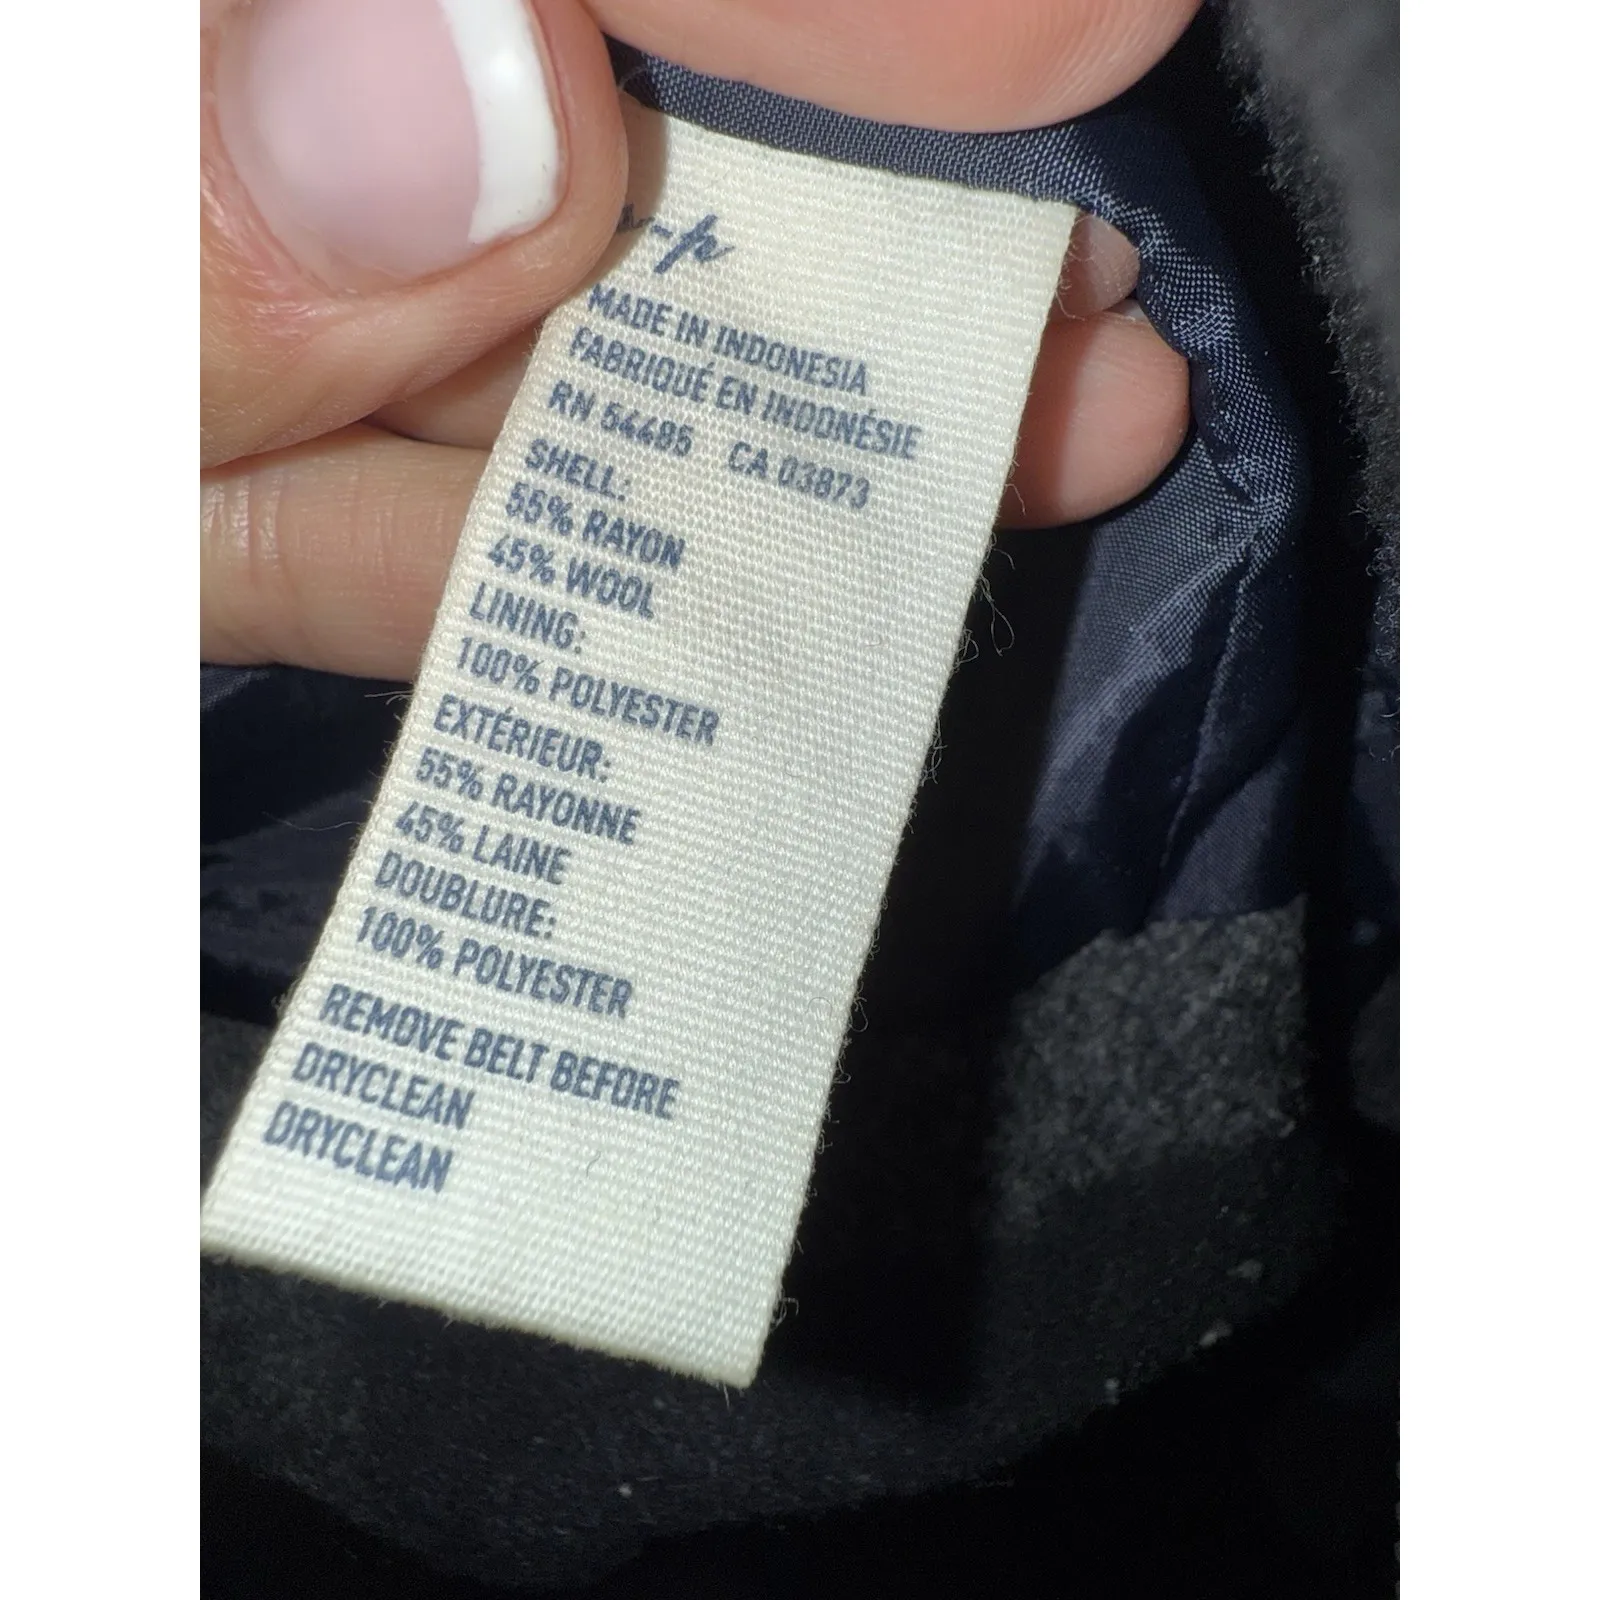 MADE IN INDONESIA
FABRIQUÉ EN INDONÉSIE
RN 54485 CA 03873
SHELL:
55% RAYON
45% WOOL
LINING:
100% POLYESTER
EXTÉRIEUR:
55% RAYONNE
45% LAINE
DOUBLURE:
100% POLYESTER
REMOVE BELT BEFORE
DRYCLEAN
DRYCLEAN